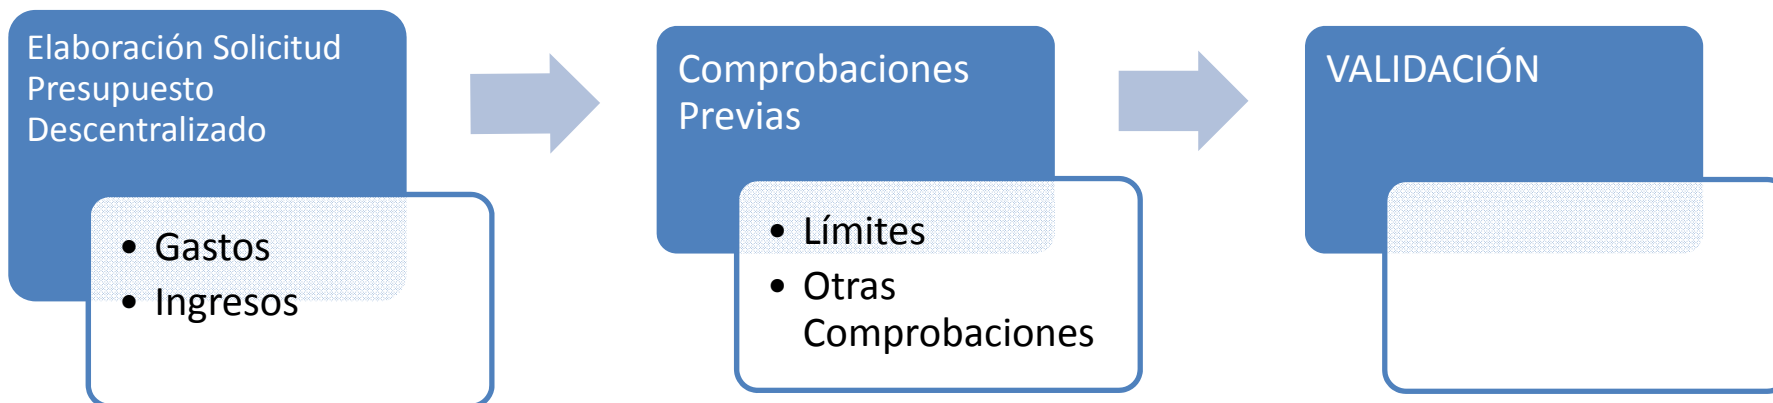 Elaboración Solicitud
Presupuesto
Descentralizado
• Gastos
• Ingresos
Comprobaciones
Previas
• Límites
• Otras
Comprobaciones
VALIDACIÓN